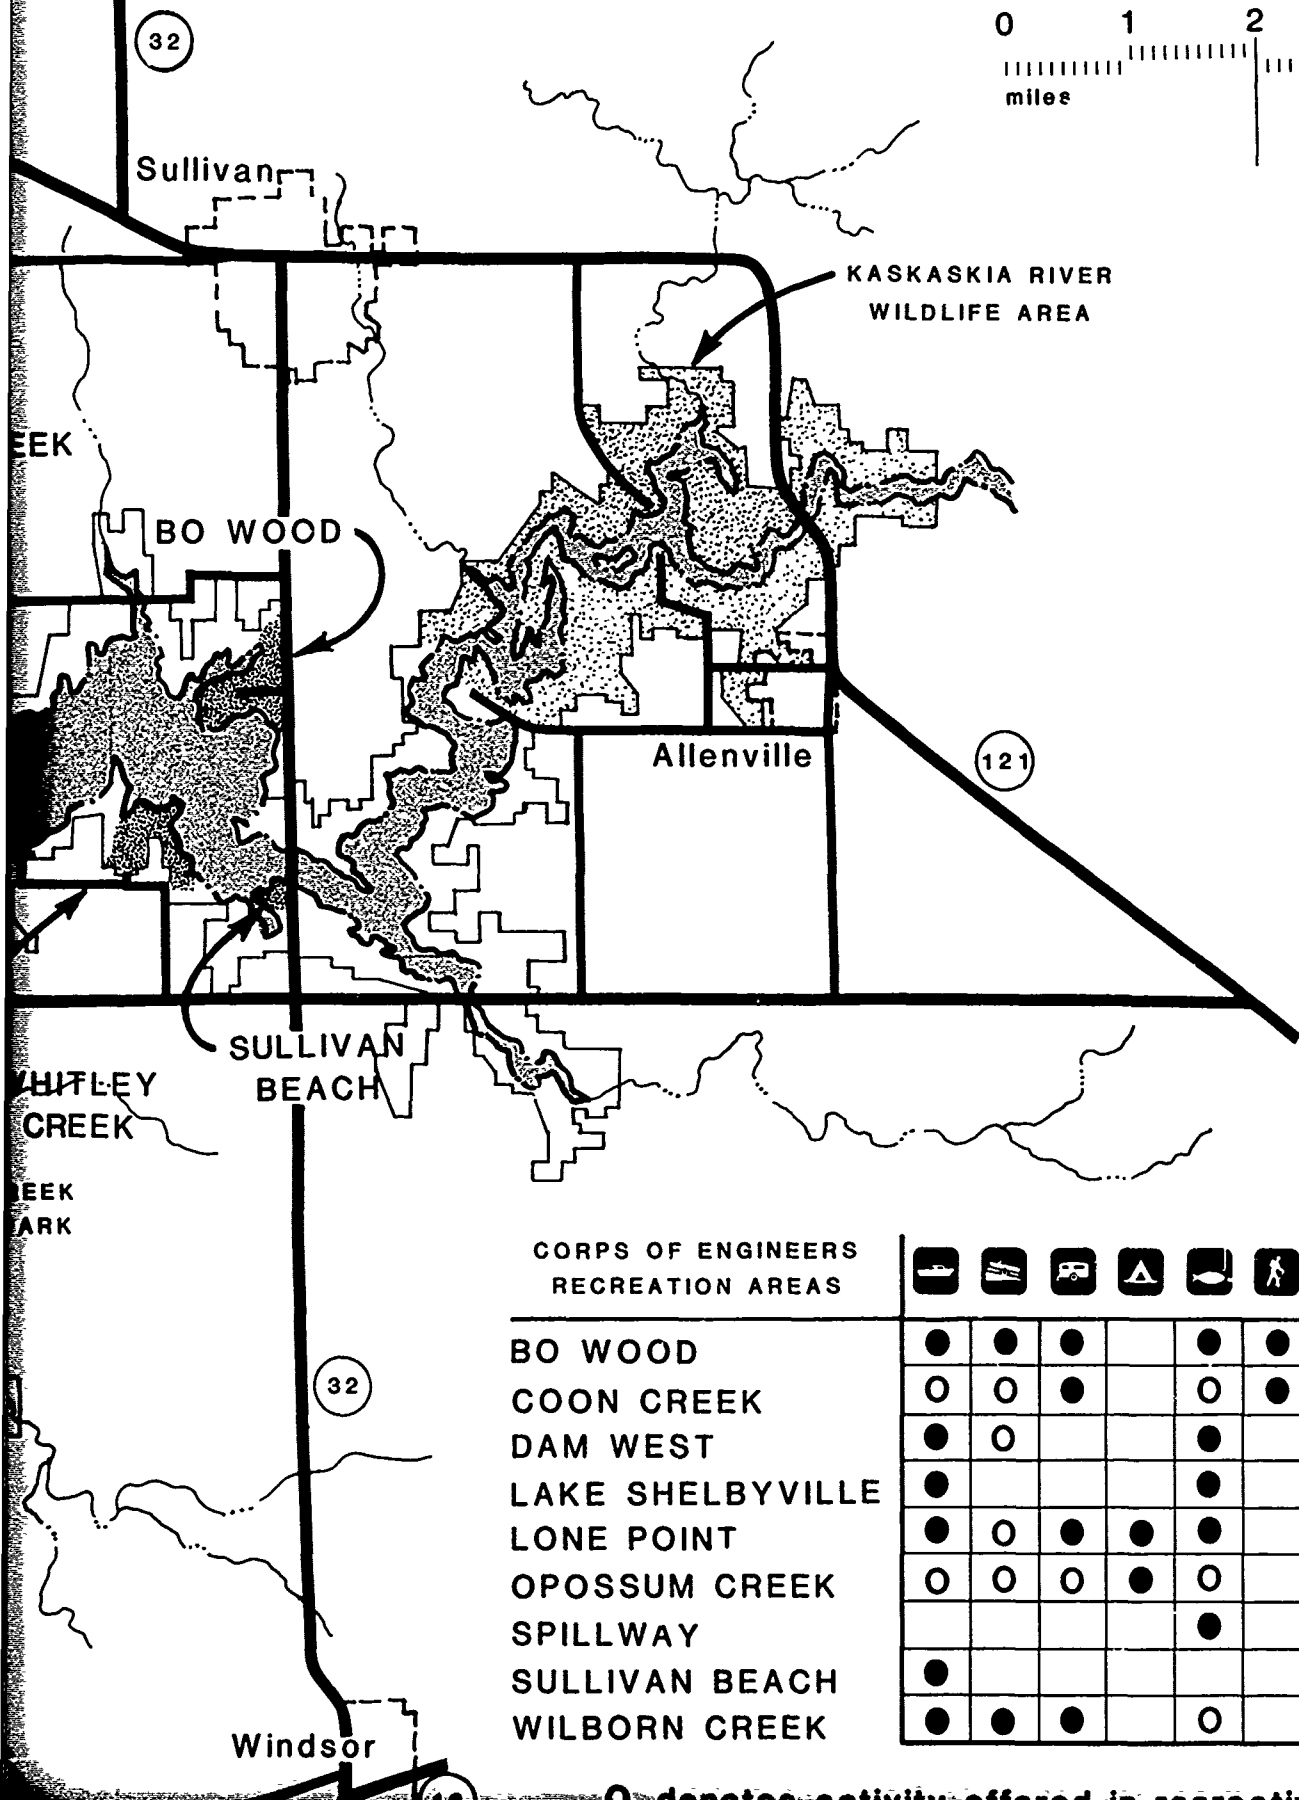 0 1 2
miles
32
Sullivan
KASKASKIA RIVER
WILDLIFE AREA
EEK
BO WOOD
Allenville
121
SULLIVAN
BEACH
WHITLEY
CREEK
REEK
ARK
32
Windsor
CORPS OF ENGINEERS
RECREATION AREAS
BO WOOD
COON CREEK
DAM WEST
LAKE SHELBYVILLE
LONE POINT
OPOSSUM CREEK
SPILLWAY
SULLIVAN BEACH
WILBORN CREEK
O denotes activity offered in